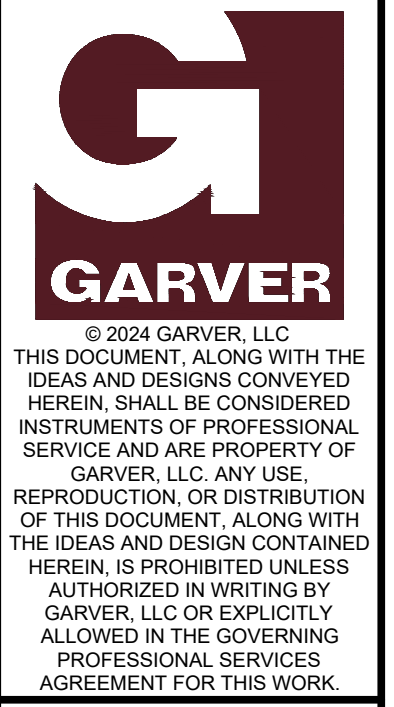 GARVER
© 2024 GARVER, LLC
THIS DOCUMENT, ALONG WITH THE
IDEAS AND DESIGNS CONVEYED
HEREIN, SHALL BE CONSIDERED
INSTRUMENTS OF PROFESSIONAL
SERVICE AND ARE PROPERTY OF
GARVER, LLC. ANY USE,
REPRODUCTION, OR DISTRIBUTION
OF THIS DOCUMENT, ALONG WITH
THE IDEAS AND DESIGN CONTAINED
HEREIN, IS PROHIBITED UNLESS
AUTHORIZED IN WRITING BY
GARVER, LLC OR EXPLICITLY
ALLOWED IN THE GOVERNING
PROFESSIONAL SERVICES
AGREEMENT FOR THIS WORK.